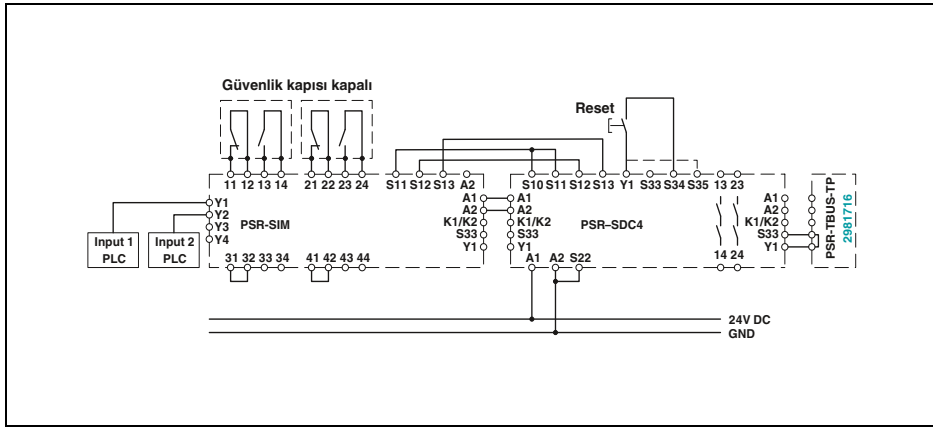 Güvenlik kapısı kapalı
Reset
11 12 13 14 21 22 23 24 S11 S12 S13 A2
S10 S11 S12 S13 Y1 S33 S34 S35 13 23
Y1
Y2
Y3
Y4
PSR-SIM
A1
A2
K1/K2
S33
Y1
A1
A2
K1/K2
S33
Y1
PSR–SDC4
A1
A2
K1/K2
S33
Y1
PSR-TBUS-TP
2981716
Input 1
PLC
Input 2
PLC
31 32 33 34 41 42 43 44
A1 A2 S22
14 24
24V DC
GND